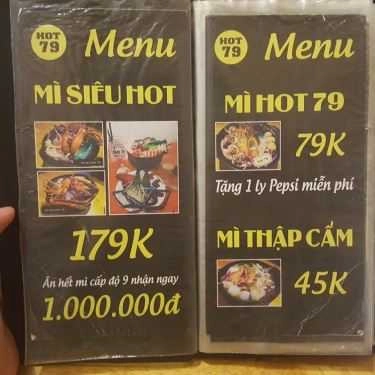 HOT
79
Menu
MÌ SIÊU HOT
179K
Ăn hết mì cấp độ 9 nhận ngay
1.000.000đ
HOT
79
Menu
MÌ HOT 79
79K
Tặng 1 ly Pepsi miễn phí
MÌ THẬP CẨM
45K